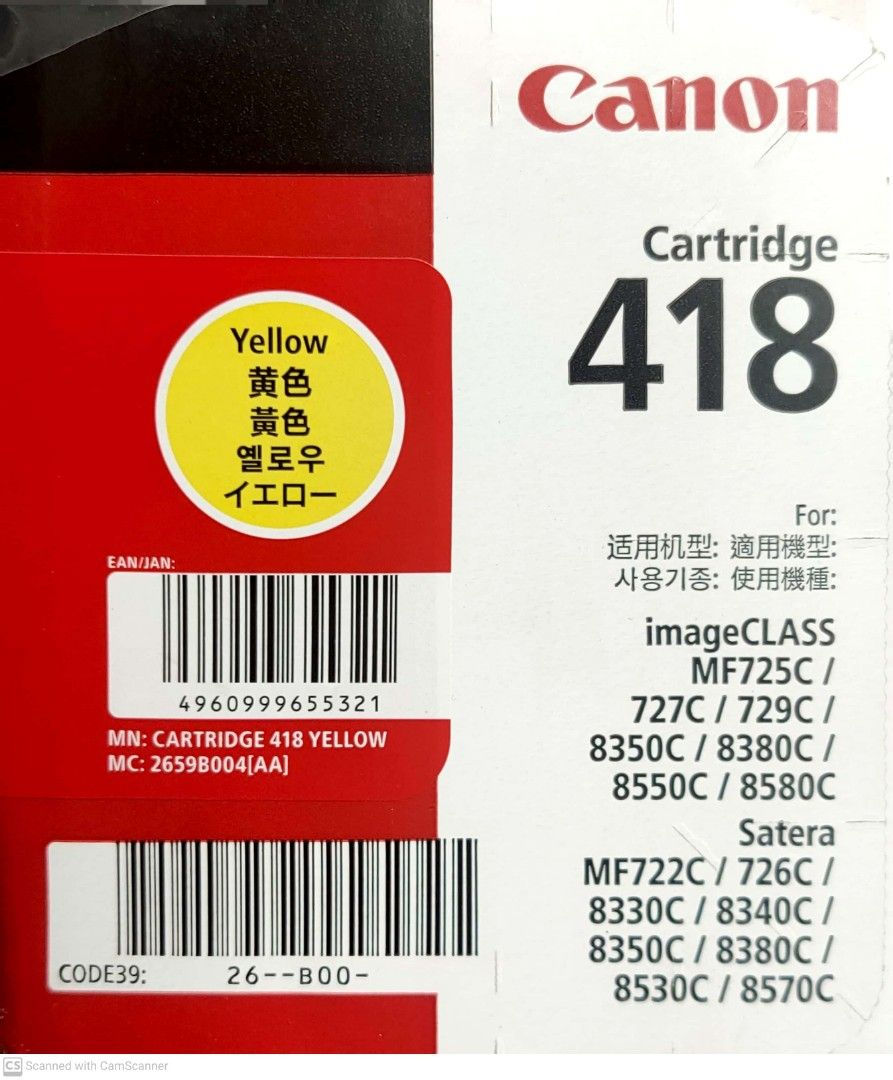 Canon
Cartridge
418
Yellow
黄色
黃色
옐로우
イエロー
EAN/JAN:
4960999655321
MN: CARTRIDGE 418 YELLOW
MC: 2659B004[AA]
CODE39:
26--B00-
For:
适用机型: 適用機型:
사용기종: 使用機種:
imageCLASS
MF725C /
727C / 729C /
8350C / 8380C /
8550C / 8580C
Satera
MF722C / 726C /
8330C / 8340C /
8350C / 8380C /
8530C / 8570C
CS Scanned with CamScanner